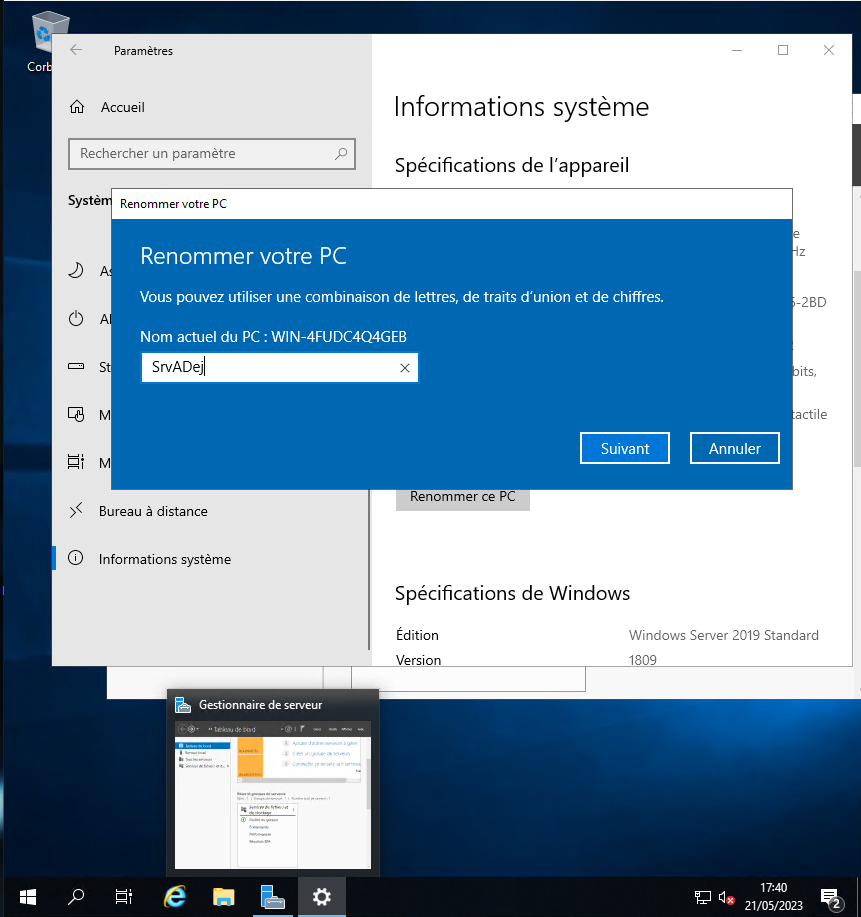 Corb
Paramètres
Accueil
Rechercher un paramètre
Systèm
Informations système
Spécifications de l'appareil
Renommer votre PC
Renommer votre PC
Vous pouvez utiliser une combinaison de lettres, de traits d'union et de chiffres.
Nom actuel du PC : WIN-4FUDC4Q4GEB
SrvADej
Suivant
Annuler
As
Al
St
M
M
e
Hz
5-2BD
bits,
tactile
Renommer ce PC
Bureau à distance
Informations système
Spécifications de Windows
Édition
Windows Server 2019 Standard
Version
1809
Gestionnaire de serveur
Tableau de bord
17:40
21/05/2023
2